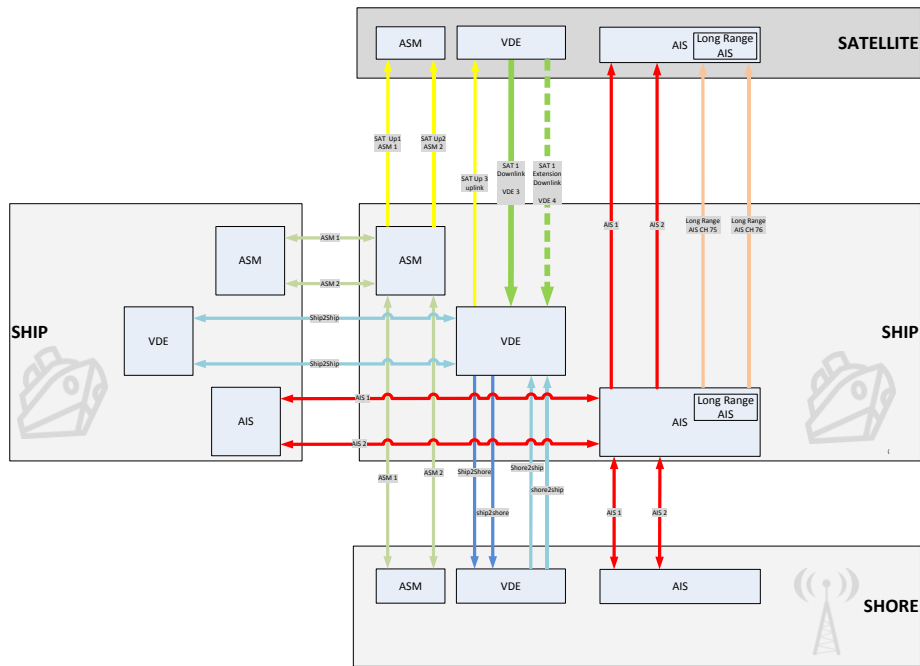 ASM
VDE
AIS
Long Range
AIS
SATELLITE
SAT Up1
ASM 1
SAT Up2
ASM 2
SAT Up 3
uplink
SAT 1
Downlink
VDE 3
SAT 1
Extension
Downlink
VDE 4
AIS 1
AIS 2
Long Range
AIS CH 75
Long Range
AIS CH 76
ASM
ASM 1
ASM 2
ASM
SHIP
VDE
Ship2Ship
Ship2Ship
VDE
SHIP
AIS
AIS 1
AIS 2
AIS
Long Range
AIS
(
ASM 1
ASM 2
Ship2Shore
ship2shore
Shore2ship
shore2ship
AIS 1
AIS 2
ASM
VDE
AIS
SHORE